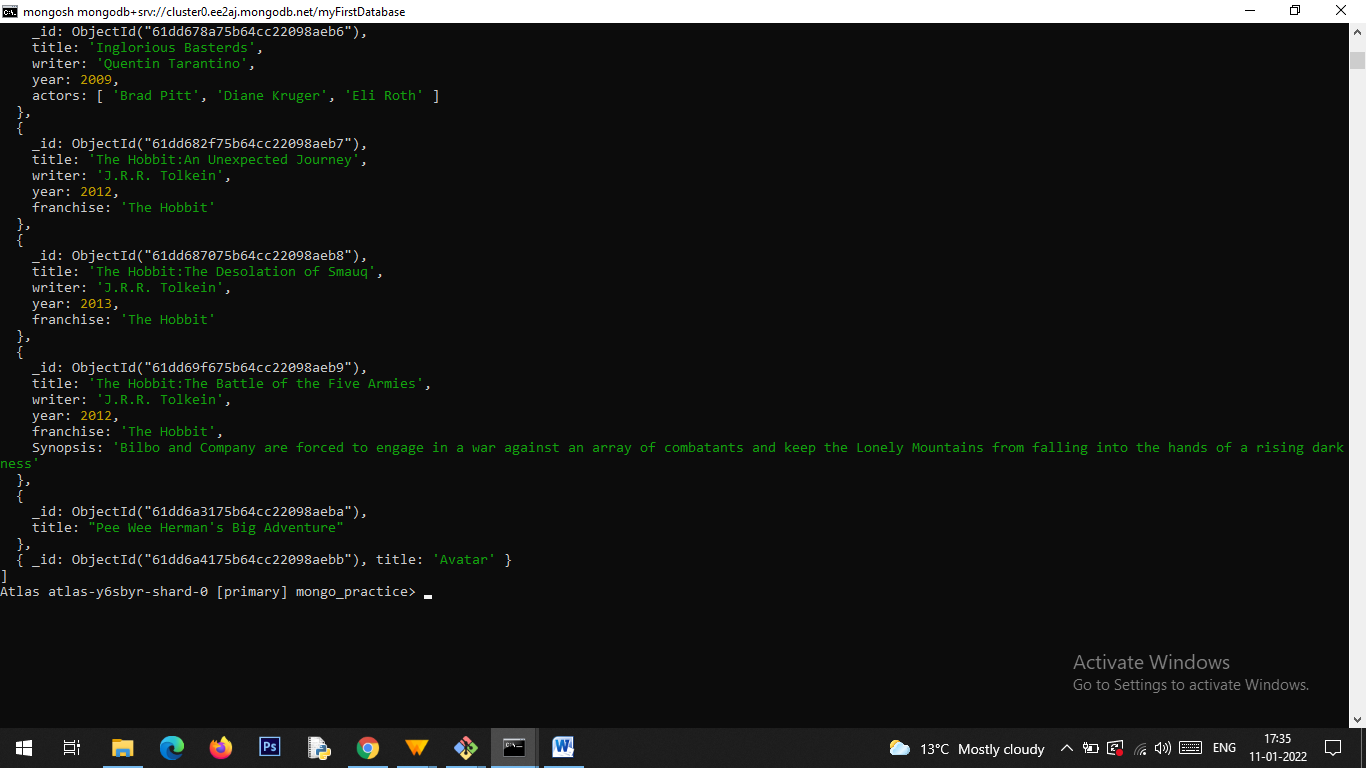 mongosh mongodb+srv://cluster0.ee2aj.mongodb.net/myFirstDatabase
_id: ObjectId("61dd678a75b64cc22098aeb6"),
title: 'Inglorious Basterds',
writer: 'Quentin Tarantino',
year: 2009,
actors: [ 'Brad Pitt', 'Diane Kruger', 'Eli Roth' ]
},
{
_id: ObjectId("61dd682f75b64cc22098aeb7"),
title: 'The Hobbit:An Unexpected Journey',
writer: 'J.R.R. Tolkein',
year: 2012,
franchise: 'The Hobbit'
},
{
_id: ObjectId("61dd687075b64cc22098aeb8"),
title: 'The Hobbit:The Desolation of Smauq',
writer: 'J.R.R. Tolkein',
year: 2013,
franchise: 'The Hobbit'
},
{
_id: ObjectId("61dd69f675b64cc22098aeb9"),
title: 'The Hobbit:The Battle of the Five Armies',
writer: 'J.R.R. Tolkein',
year: 2012,
franchise: 'The Hobbit',
Synopsis: 'Bilbo and Company are forced to engage in a war against an array of combatants and keep the Lonely Mountains from falling into the hands of a rising dark
ness'
},
{
_id: ObjectId("61dd6a3175b64cc22098aeba"),
title: "Pee Wee Herman's Big Adventure"
},
{ _id: ObjectId("61dd6a4175b64cc22098aebb"), title: 'Avatar' }
]
Atlas atlas-y6sbyr-shard-0 [primary] mongo_practice>
Activate Windows
Go to Settings to activate Windows.
Ps
W
13°C Mostly cloudy
ENG
17:35
11-01-2022